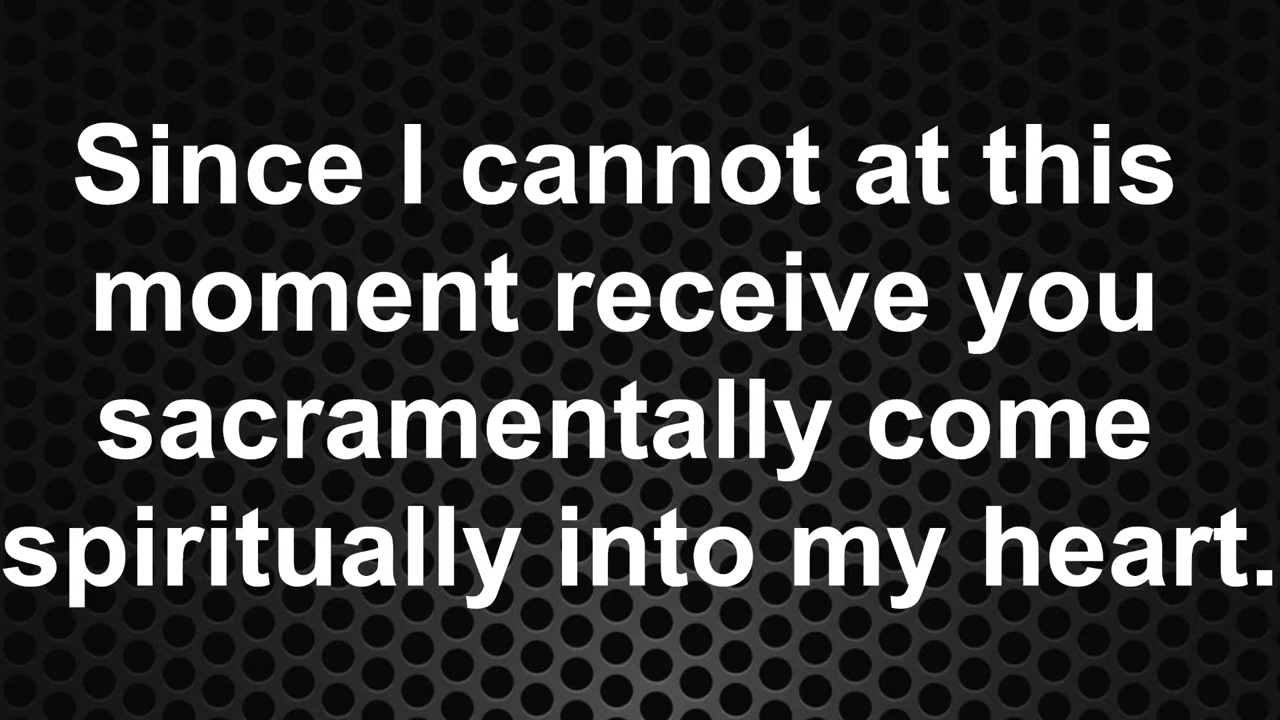 Since I cannot at this
moment receive you
sacramentally come
spiritually into my heart.